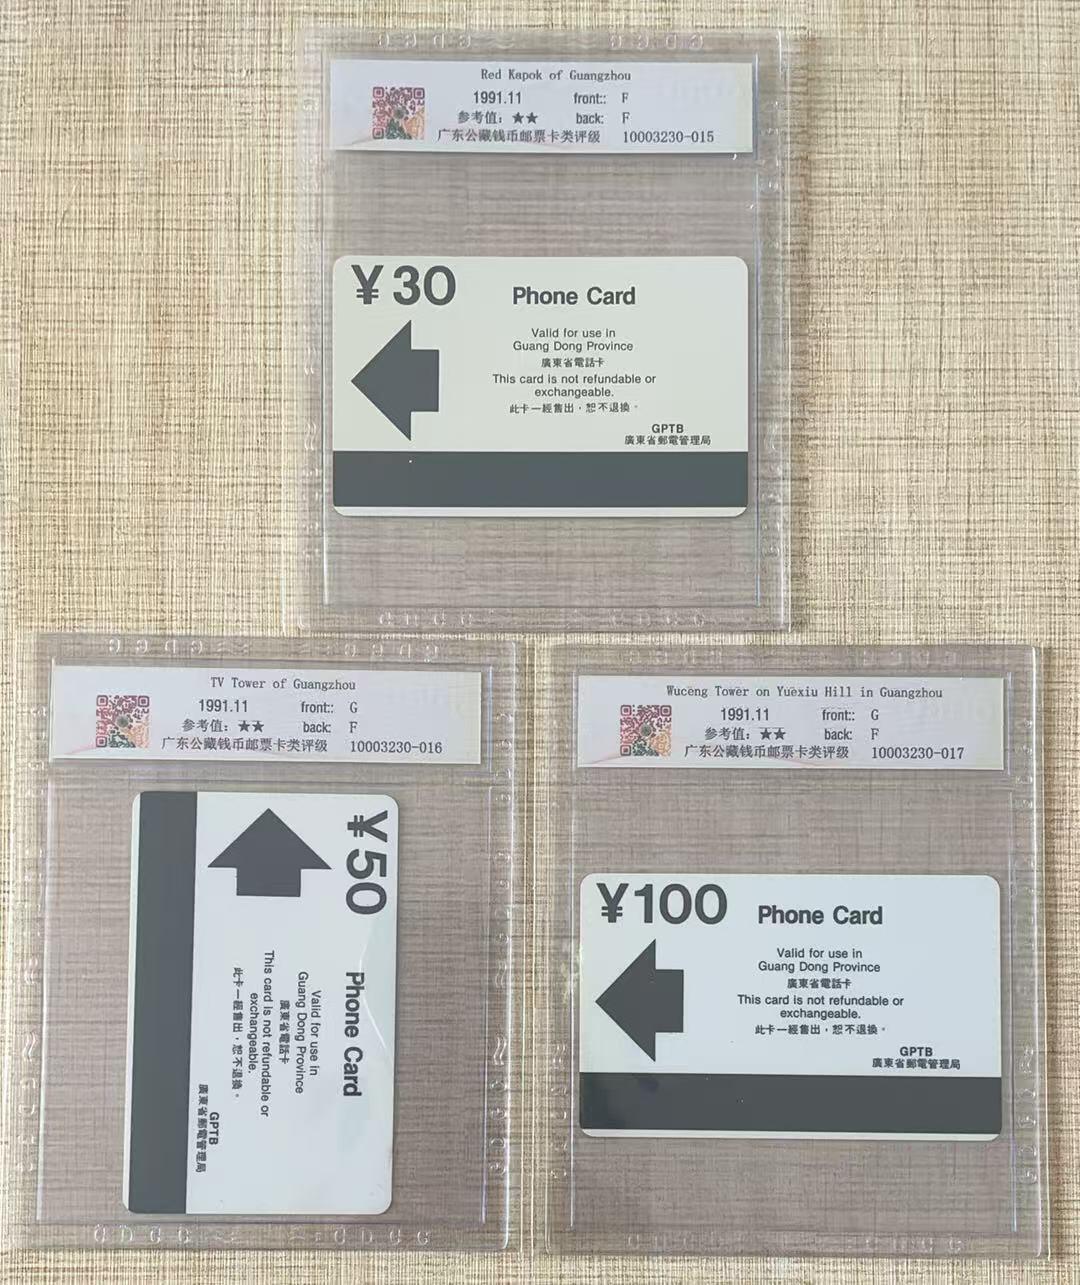 Red Kapok of Guangzhou
1991.11 front:: F
参考值: ★★ back: F
广东公藏钱币邮票卡类评级 10003230-015
¥30
Phone Card
Valid for use in
Guang Dong Province
廣東省電話卡
This card is not refundable or
exchangeable.
此卡一經售出，恕不退換。
GPTB
廣東省郵電管理局
TV Tower of Guangzhou
1991.11 front:: G
参考值: ★★ back: F
广东公藏钱币邮票卡类评级 10003230-016
¥50
Phone Card
Valid for use in
Guang Dong Province
廣東省電話卡
This card is not refundable or
exchangeable.
此卡一經售出，恕不退換。
GPTB
廣東省郵電管理局
Wuceng Tower on Yuexiu Hill in Guangzhou
1991.11 front:: G
参考值: ★★ back: F
广东公藏钱币邮票卡类评级 10003230-017
¥100
Phone Card
Valid for use in
Guang Dong Province
廣東省電話卡
This card is not refundable or
exchangeable.
此卡一經售出，恕不退換。
GPTB
廣東省郵電管理局